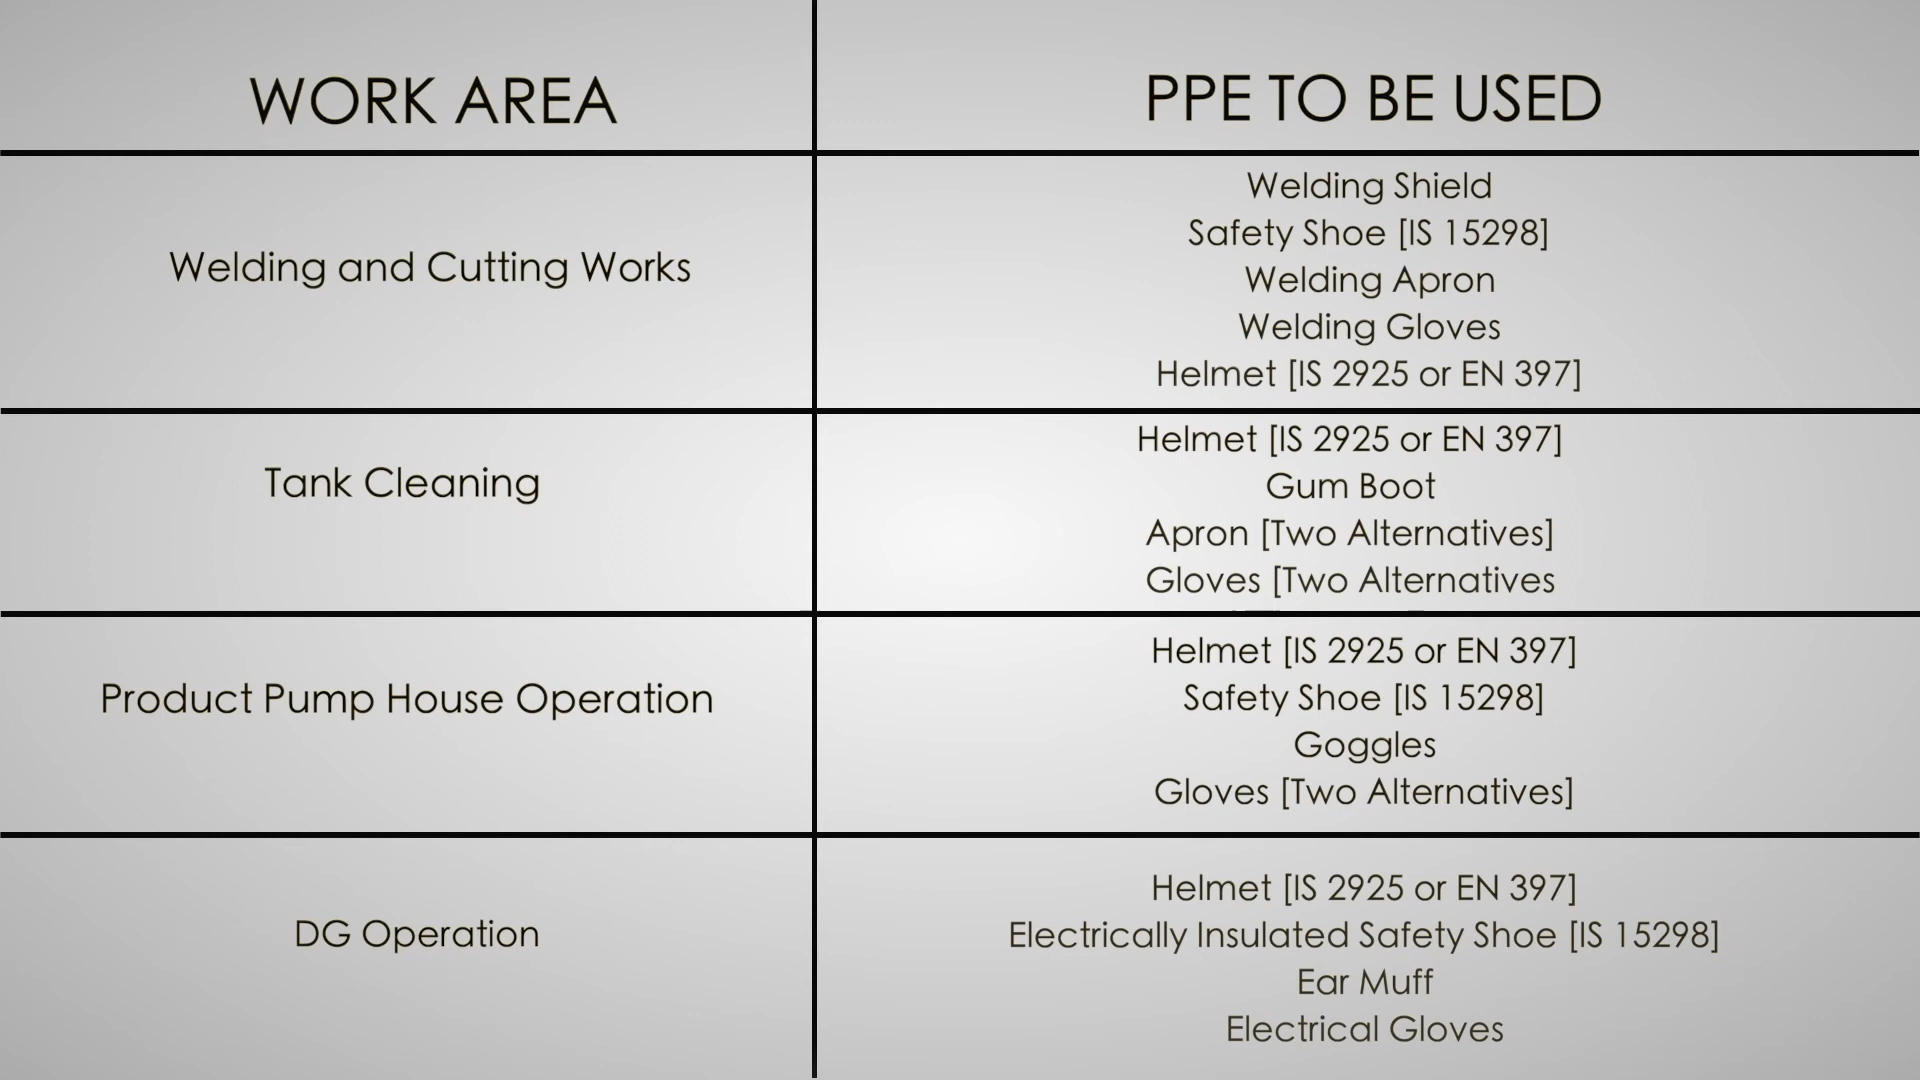 WORK AREA
PPE TO BE USED
Welding and Cutting Works
Welding Shield
Safety Shoe [IS 15298]
Welding Apron
Welding Gloves
Helmet [IS 2925 or EN 397]
Tank Cleaning
Helmet [IS 2925 or EN 397]
Gum Boot
Apron [Two Alternatives]
Gloves [Two Alternatives
Product Pump House Operation
Helmet [IS 2925 or EN 397]
Safety Shoe [IS 15298]
Goggles
Gloves [Two Alternatives]
DG Operation
Helmet [IS 2925 or EN 397]
Electrically Insulated Safety Shoe [IS 15298]
Ear Muff
Electrical Gloves